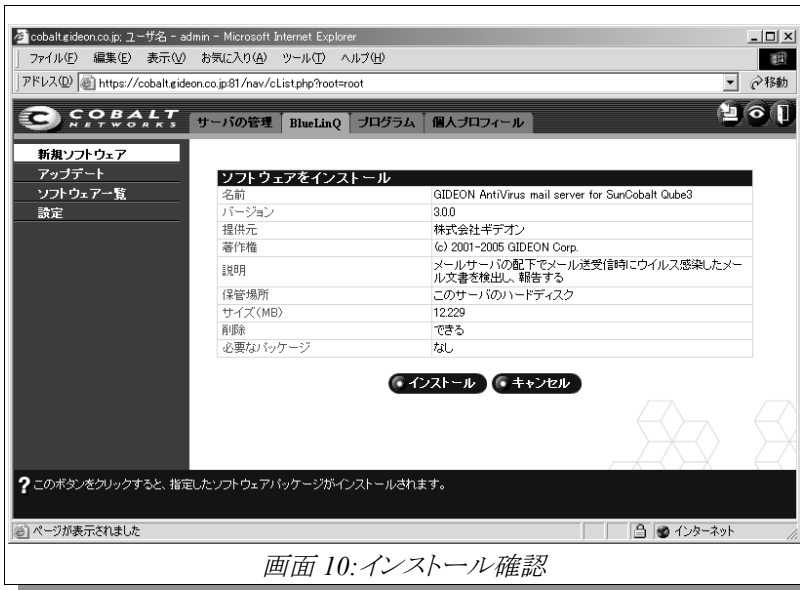 cobalt.gideon.co.jp; ユーザ名 - admin - Microsoft Internet Explorer
ファイル(F) 編集(E) 表示(V) お気に入り(A) ツール(T) ヘルプ(H)
アドレス(D) https://cobalt.gideon.co.jp:81/nav/cList.php?root=root 移動
COBALT NETWORKS
サーバの管理 BlueLinQ プログラム 個人プロフィール
新規ソフトウェア
アップデート
ソフトウェア一覧
設定
ソフトウェアをインストール
名前 GIDEON AntiVirus mail server for SunCobalt Qube3
バージョン 3.0.0
提供元 株式会社ギデオン
著作権 (c) 2001-2005 GIDEON Corp.
説明 メールサーバの配下でメール送受信時にウイルス感染したメー
ル文書を検出し、報告する
保管場所 このサーバのハードディスク
サイズ(MB) 12.229
削除 できる
必要なパッケージ なし
インストール キャンセル
? このボタンをクリックすると、指定したソフトウェアパッケージがインストールされます。
ページが表示されました インターネット
画面 10:インストール確認